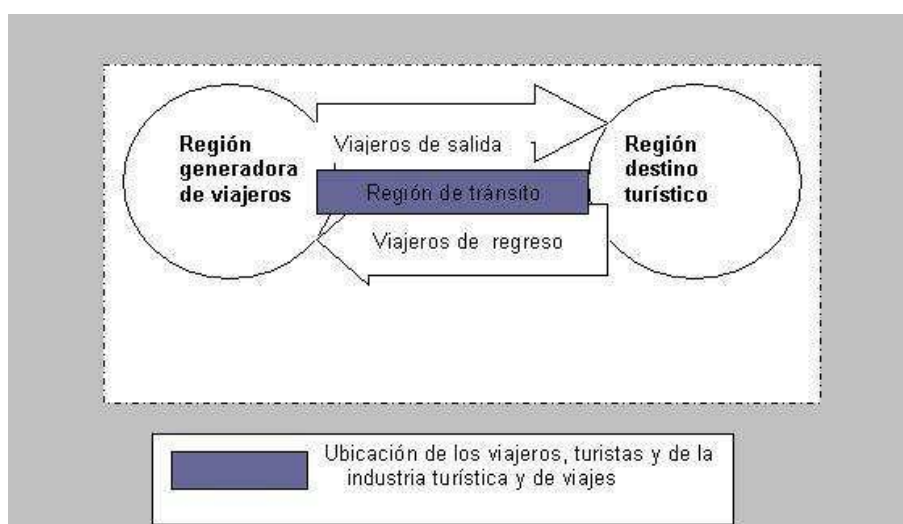 Región
generadora
de viajeros
Viajeros de salida
Región de tránsito
Viajeros de regreso
Región
destino
turístico
Ubicación de los viajeros, turistas y de la
industria turística y de viajes